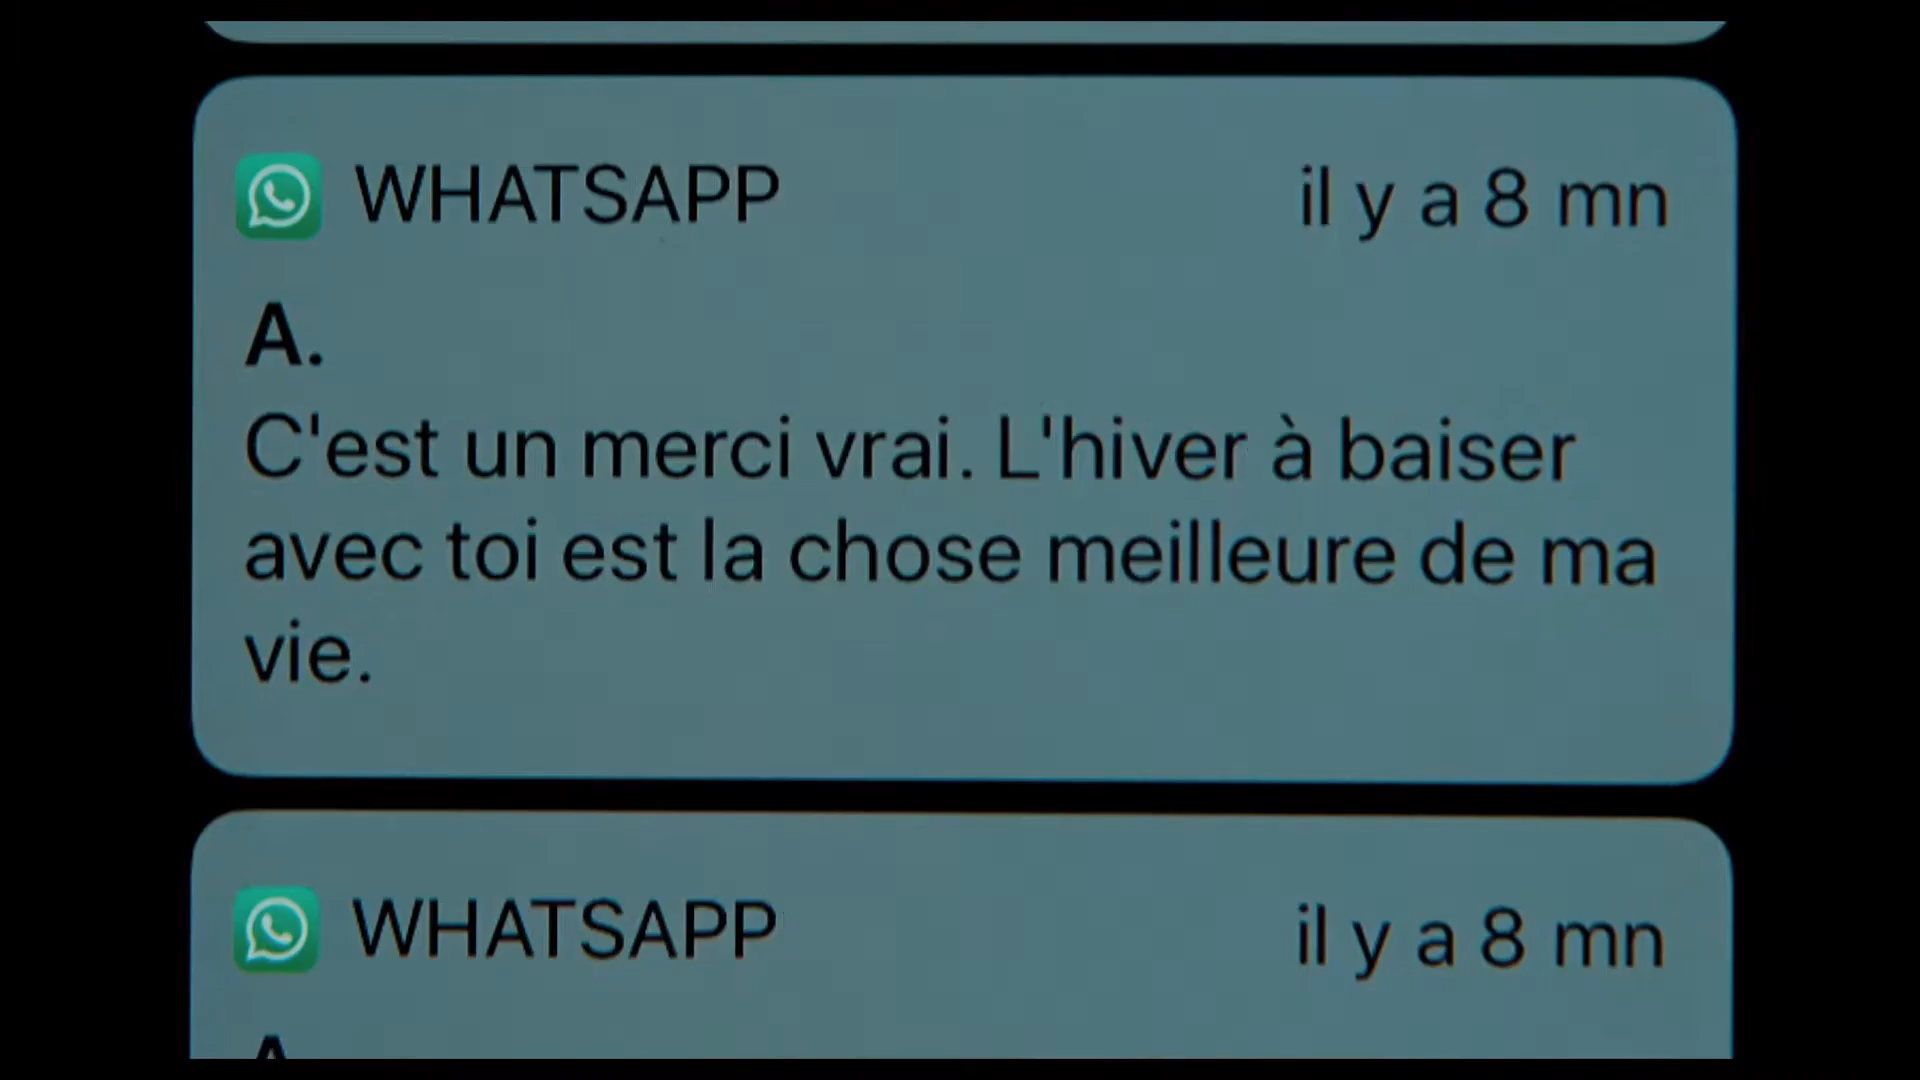 WHATSAPP il y a 8 mn
A.
C'est un merci vrai. L'hiver à baiser
avec toi est la chose meilleure de ma
vie.
WHATSAPP il y a 8 mn
A